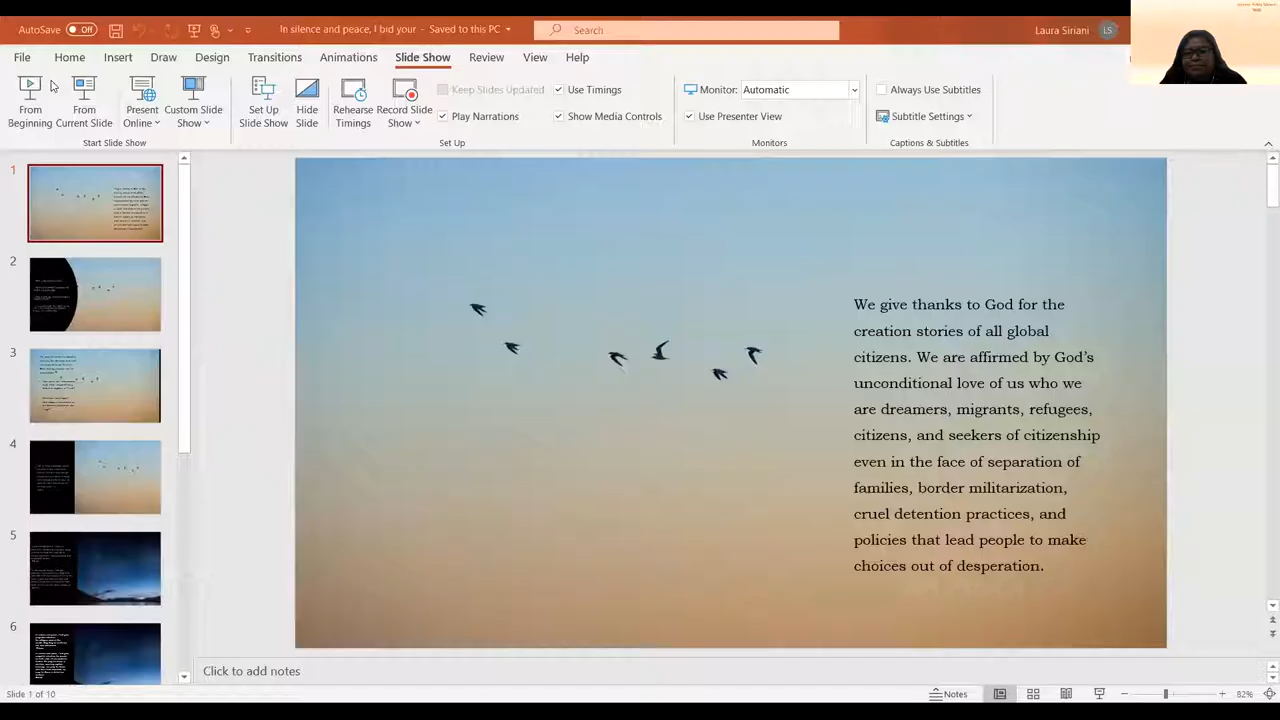 AutoSave Off In silence and peace, I bid your - Saved to this PC Search Laura Siriani LS
File Home Insert Draw Design Transitions Animations Slide Show Review View Help
From Beginning
From Current Slide
Present Online
Custom Slide Show
Start Slide Show
Set Up Slide Show
Hide Slide
Rehearse Timings
Record Slide Show
Keep Slides Updated
Play Narrations
Use Timings
Show Media Controls
Set Up
Monitor: Automatic
Use Presenter View
Monitors
Always Use Subtitles
Subtitle Settings
Captions & Subtitles
1
2
3
4
5
6
We give thanks to God for the
creation stories of all global
citizens. We are affirmed by God's
unconditional love of us who we
are dreamers, migrants, refugees,
citizens, and seekers of citizenship
even in the face of separation of
families, border militarization,
cruel detention practices, and
policies that lead people to make
choices out of desperation.
Click to add notes
Slide 1 of 10 Notes 82%